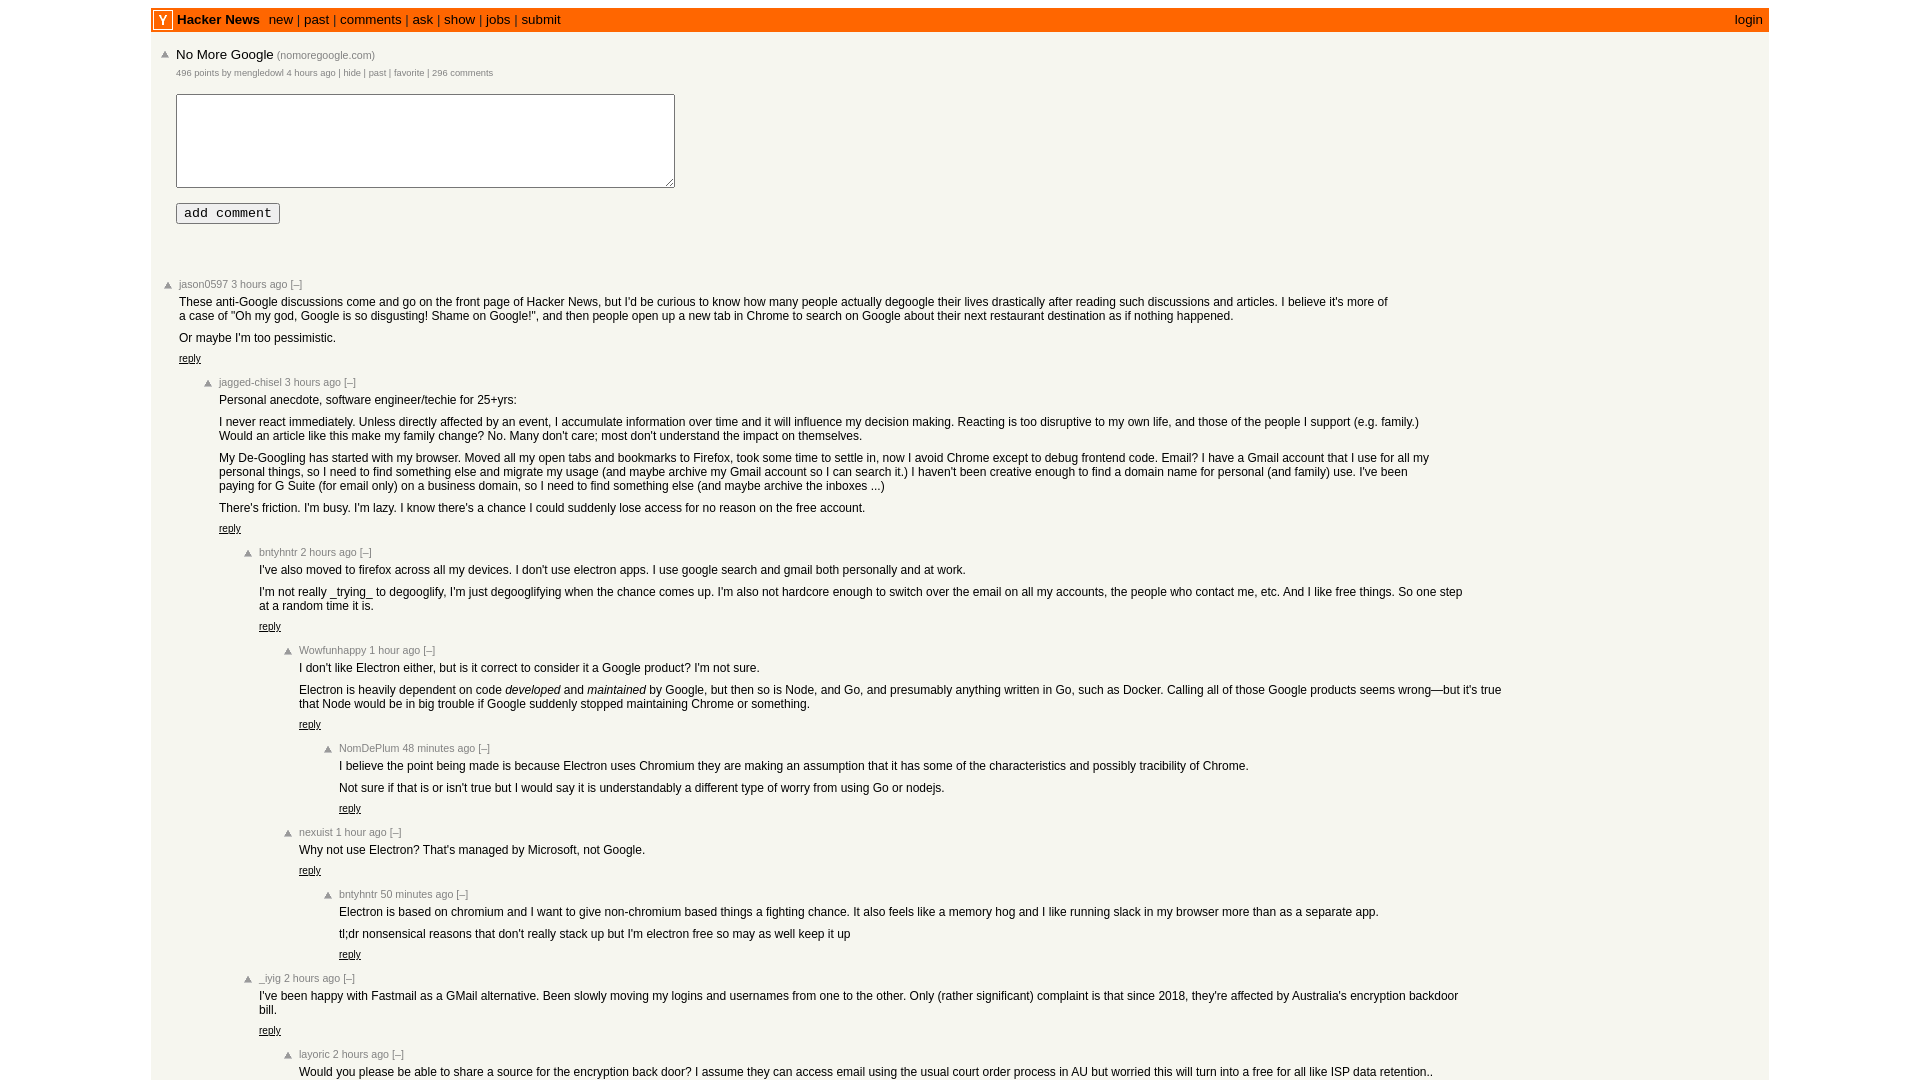 Y Hacker News new | past | comments | ask | show | jobs | submit login
No More Google (nomoregoogle.com)
496 points by mengledowl 4 hours ago | hide | past | favorite | 296 comments
add comment
jason0597 3 hours ago [–]
These anti-Google discussions come and go on the front page of Hacker News, but I'd be curious to know how many people actually degoogle their lives drastically after reading such discussions and articles. I believe it's more of
a case of "Oh my god, Google is so disgusting! Shame on Google!", and then people open up a new tab in Chrome to search on Google about their next restaurant destination as if nothing happened.
Or maybe I'm too pessimistic.
reply
jagged-chisel 3 hours ago [–]
Personal anecdote, software engineer/techie for 25+yrs:
I never react immediately. Unless directly affected by an event, I accumulate information over time and it will influence my decision making. Reacting is too disruptive to my own life, and those of the people I support (e.g. family.)
Would an article like this make my family change? No. Many don't care; most don't understand the impact on themselves.
My De-Googling has started with my browser. Moved all my open tabs and bookmarks to Firefox, took some time to settle in, now I avoid Chrome except to debug frontend code. Email? I have a Gmail account that I use for all my
personal things, so I need to find something else and migrate my usage (and maybe archive my Gmail account so I can search it.) I haven't been creative enough to find a domain name for personal (and family) use. I've been
paying for G Suite (for email only) on a business domain, so I need to find something else (and maybe archive the inboxes ...)
There's friction. I'm busy. I'm lazy. I know there's a chance I could suddenly lose access for no reason on the free account.
reply
bntyhntr 2 hours ago [–]
I've also moved to firefox across all my devices. I don't use electron apps. I use google search and gmail both personally and at work.
I'm not really _trying_ to degooglify, I'm just degooglifying when the chance comes up. I'm also not hardcore enough to switch over the email on all my accounts, the people who contact me, etc. And I like free things. So one step
at a random time it is.
reply
Wowfunhappy 1 hour ago [–]
I don't like Electron either, but is it correct to consider it a Google product? I'm not sure.
Electron is heavily dependent on code developed and maintained by Google, but then so is Node, and Go, and presumably anything written in Go, such as Docker. Calling all of those Google products seems wrong—but it's true
that Node would be in big trouble if Google suddenly stopped maintaining Chrome or something.
reply
NomDePlum 48 minutes ago [–]
I believe the point being made is because Electron uses Chromium they are making an assumption that it has some of the characteristics and possibly tracibility of Chrome.
Not sure if that is or isn't true but I would say it is understandably a different type of worry from using Go or nodejs.
reply
nexuist 1 hour ago [–]
Why not use Electron? That's managed by Microsoft, not Google.
reply
bntyhntr 50 minutes ago [–]
Electron is based on chromium and I want to give non-chromium based things a fighting chance. It also feels like a memory hog and I like running slack in my browser more than as a separate app.
tl;dr nonsensical reasons that don't really stack up but I'm electron free so may as well keep it up
reply
_iyig 2 hours ago [–]
I've been happy with Fastmail as a GMail alternative. Been slowly moving my logins and usernames from one to the other. Only (rather significant) complaint is that since 2018, they're affected by Australia's encryption backdoor
bill.
reply
layoric 2 hours ago [–]
Would you please be able to share a source for the encryption back door? I assume they can access email using the usual court order process in AU but worried this will turn into a free for all like ISP data retention..